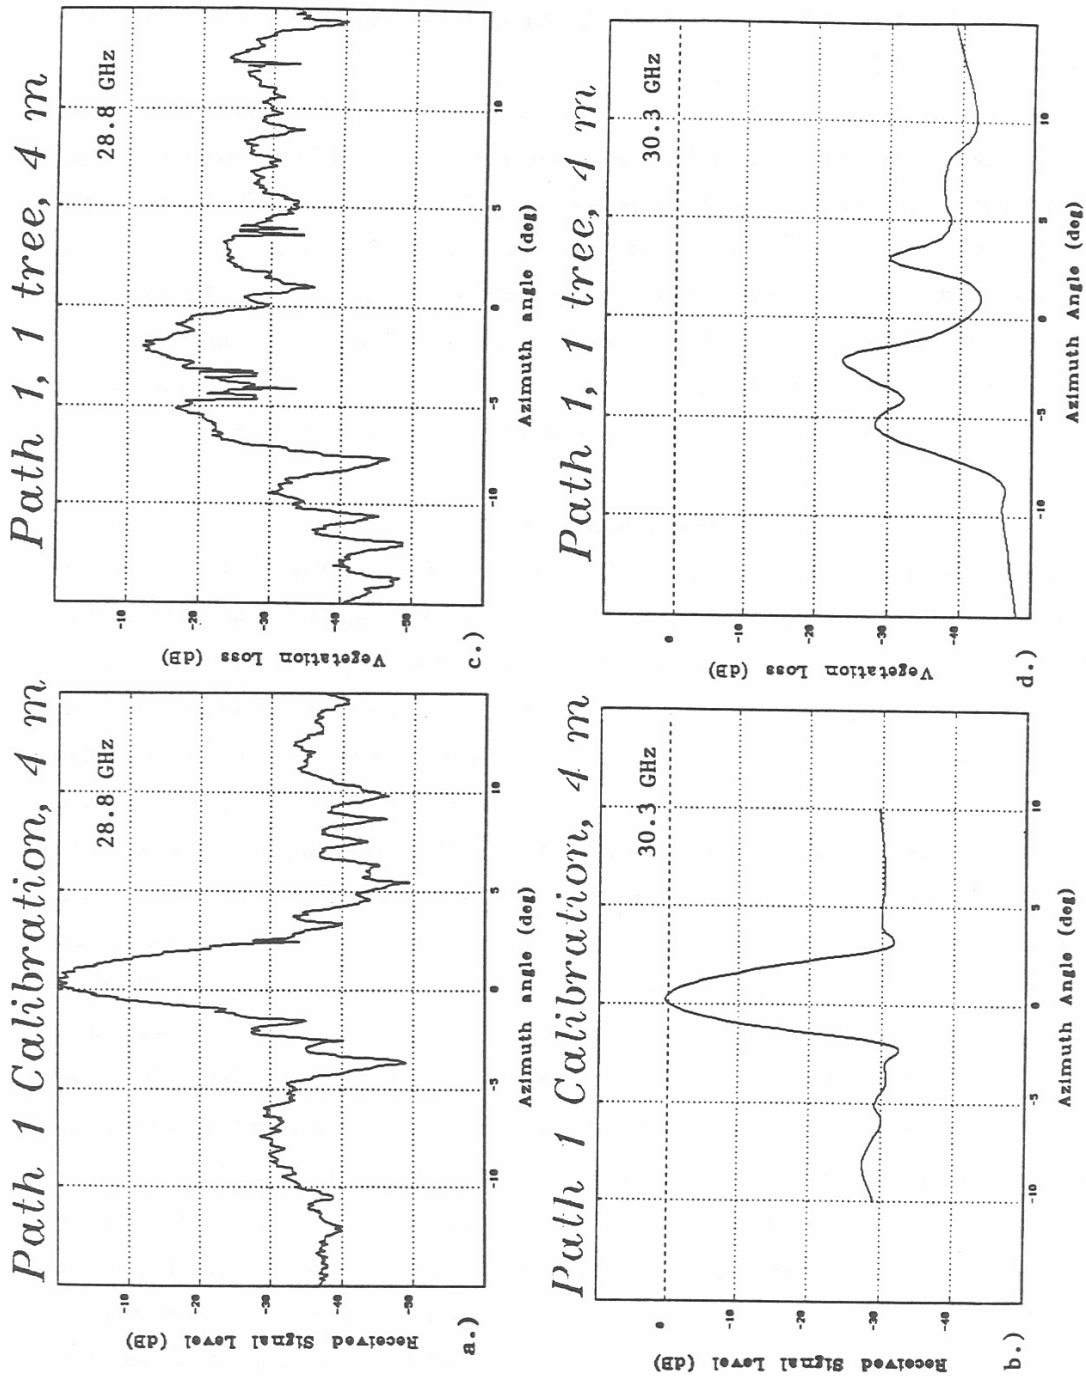 Path 1 Calibration, 4 m
28.8 GHz
-10
-20
-30
-40
-50
Received Signal Level (dB)
-10
-5
0
5
10
Azimuth angle (deg)
a.)
Path 1, 1 tree, 4 m
28.8 GHz
-10
-20
-30
-40
-50
Vegetation Loss (dB)
-10
-5
0
5
10
Azimuth angle (deg)
c.)
Path 1 Calibration, 4 m
30.3 GHz
0
-10
-20
-30
-40
Received Signal Level (dB)
-10
-5
0
5
10
Azimuth Angle (deg)
b.)
Path 1, 1 tree, 4 m
30.3 GHz
0
-10
-20
-30
-40
Vegetation Loss (dB)
-10
-5
0
5
10
Azimuth Angle (deg)
d.)